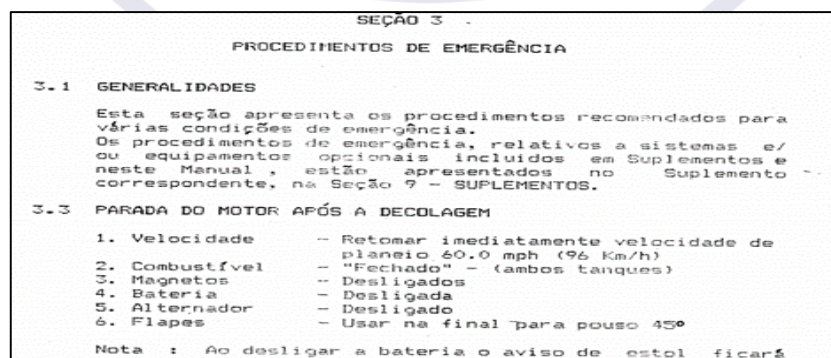 SEÇÃO 3 .
PROCEDIMENTOS DE EMERGÊNCIA
3.1 GENERALIDADES
Esta seção apresenta os procedimentos recomendados para
várias condições de emergência.
Os procedimentos de emergência, relativos a sistemas e/
ou equipamentos opcionais incluidos em Suplementos e
neste Manual , estão apresentados no Suplemento
correspondente, na Seção 9 - SUPLEMENTOS.
3.3 PARADA DO MOTOR APÓS A DECOLAGEM
1. Velocidade - Retomar imediatamente velocidade de
planeio 60.0 mph (96 Km/h)
2. Combustível - "Fechado" - (ambos tanques)
3. Magnetos - Desligados
4. Bateria - Desligada
5. Alternador - Desligado
6. Flapes - Usar na final para pouso 45º
Nota : Ao desligar a bateria o aviso de estol ficará